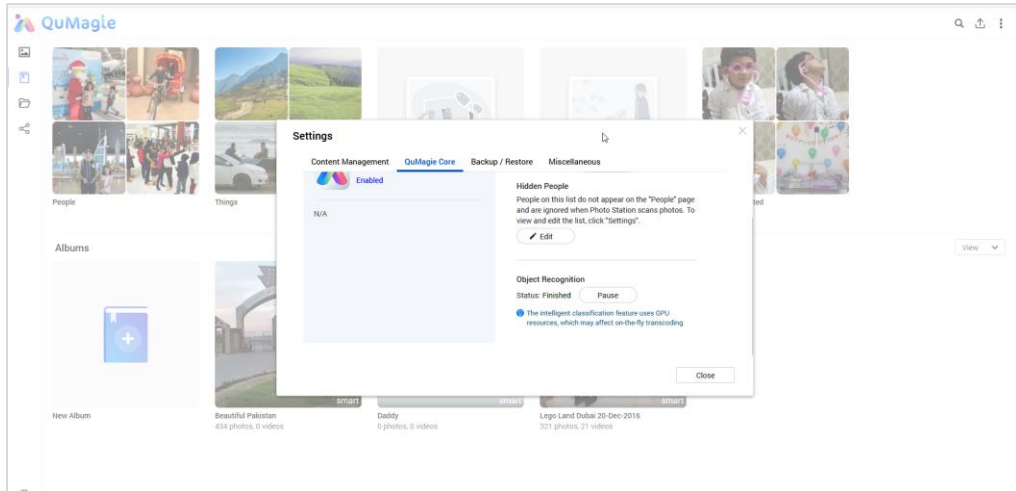 QuMagie
People
Things
ted
Settings
Content Management
QuMagie Core
Backup / Restore
Miscellaneous
Enabled
N/A
Hidden People
People on this list do not appear on the "People" page
and are ignored when Photo Station scans photos. To
view and edit the list, click "Settings".
Edit
Object Recognition
Status: Finished
Pause
The intelligent classification feature uses GPU
resources, which may affect on-the-fly transcoding.
Close
Albums
View
smart
smart
smart
New Album
Beautiful Pakistan
434 photos, 0 videos
Daddy
0 photos, 0 videos
Lego Land Dubai 20-Dec-2016
321 photos, 21 videos